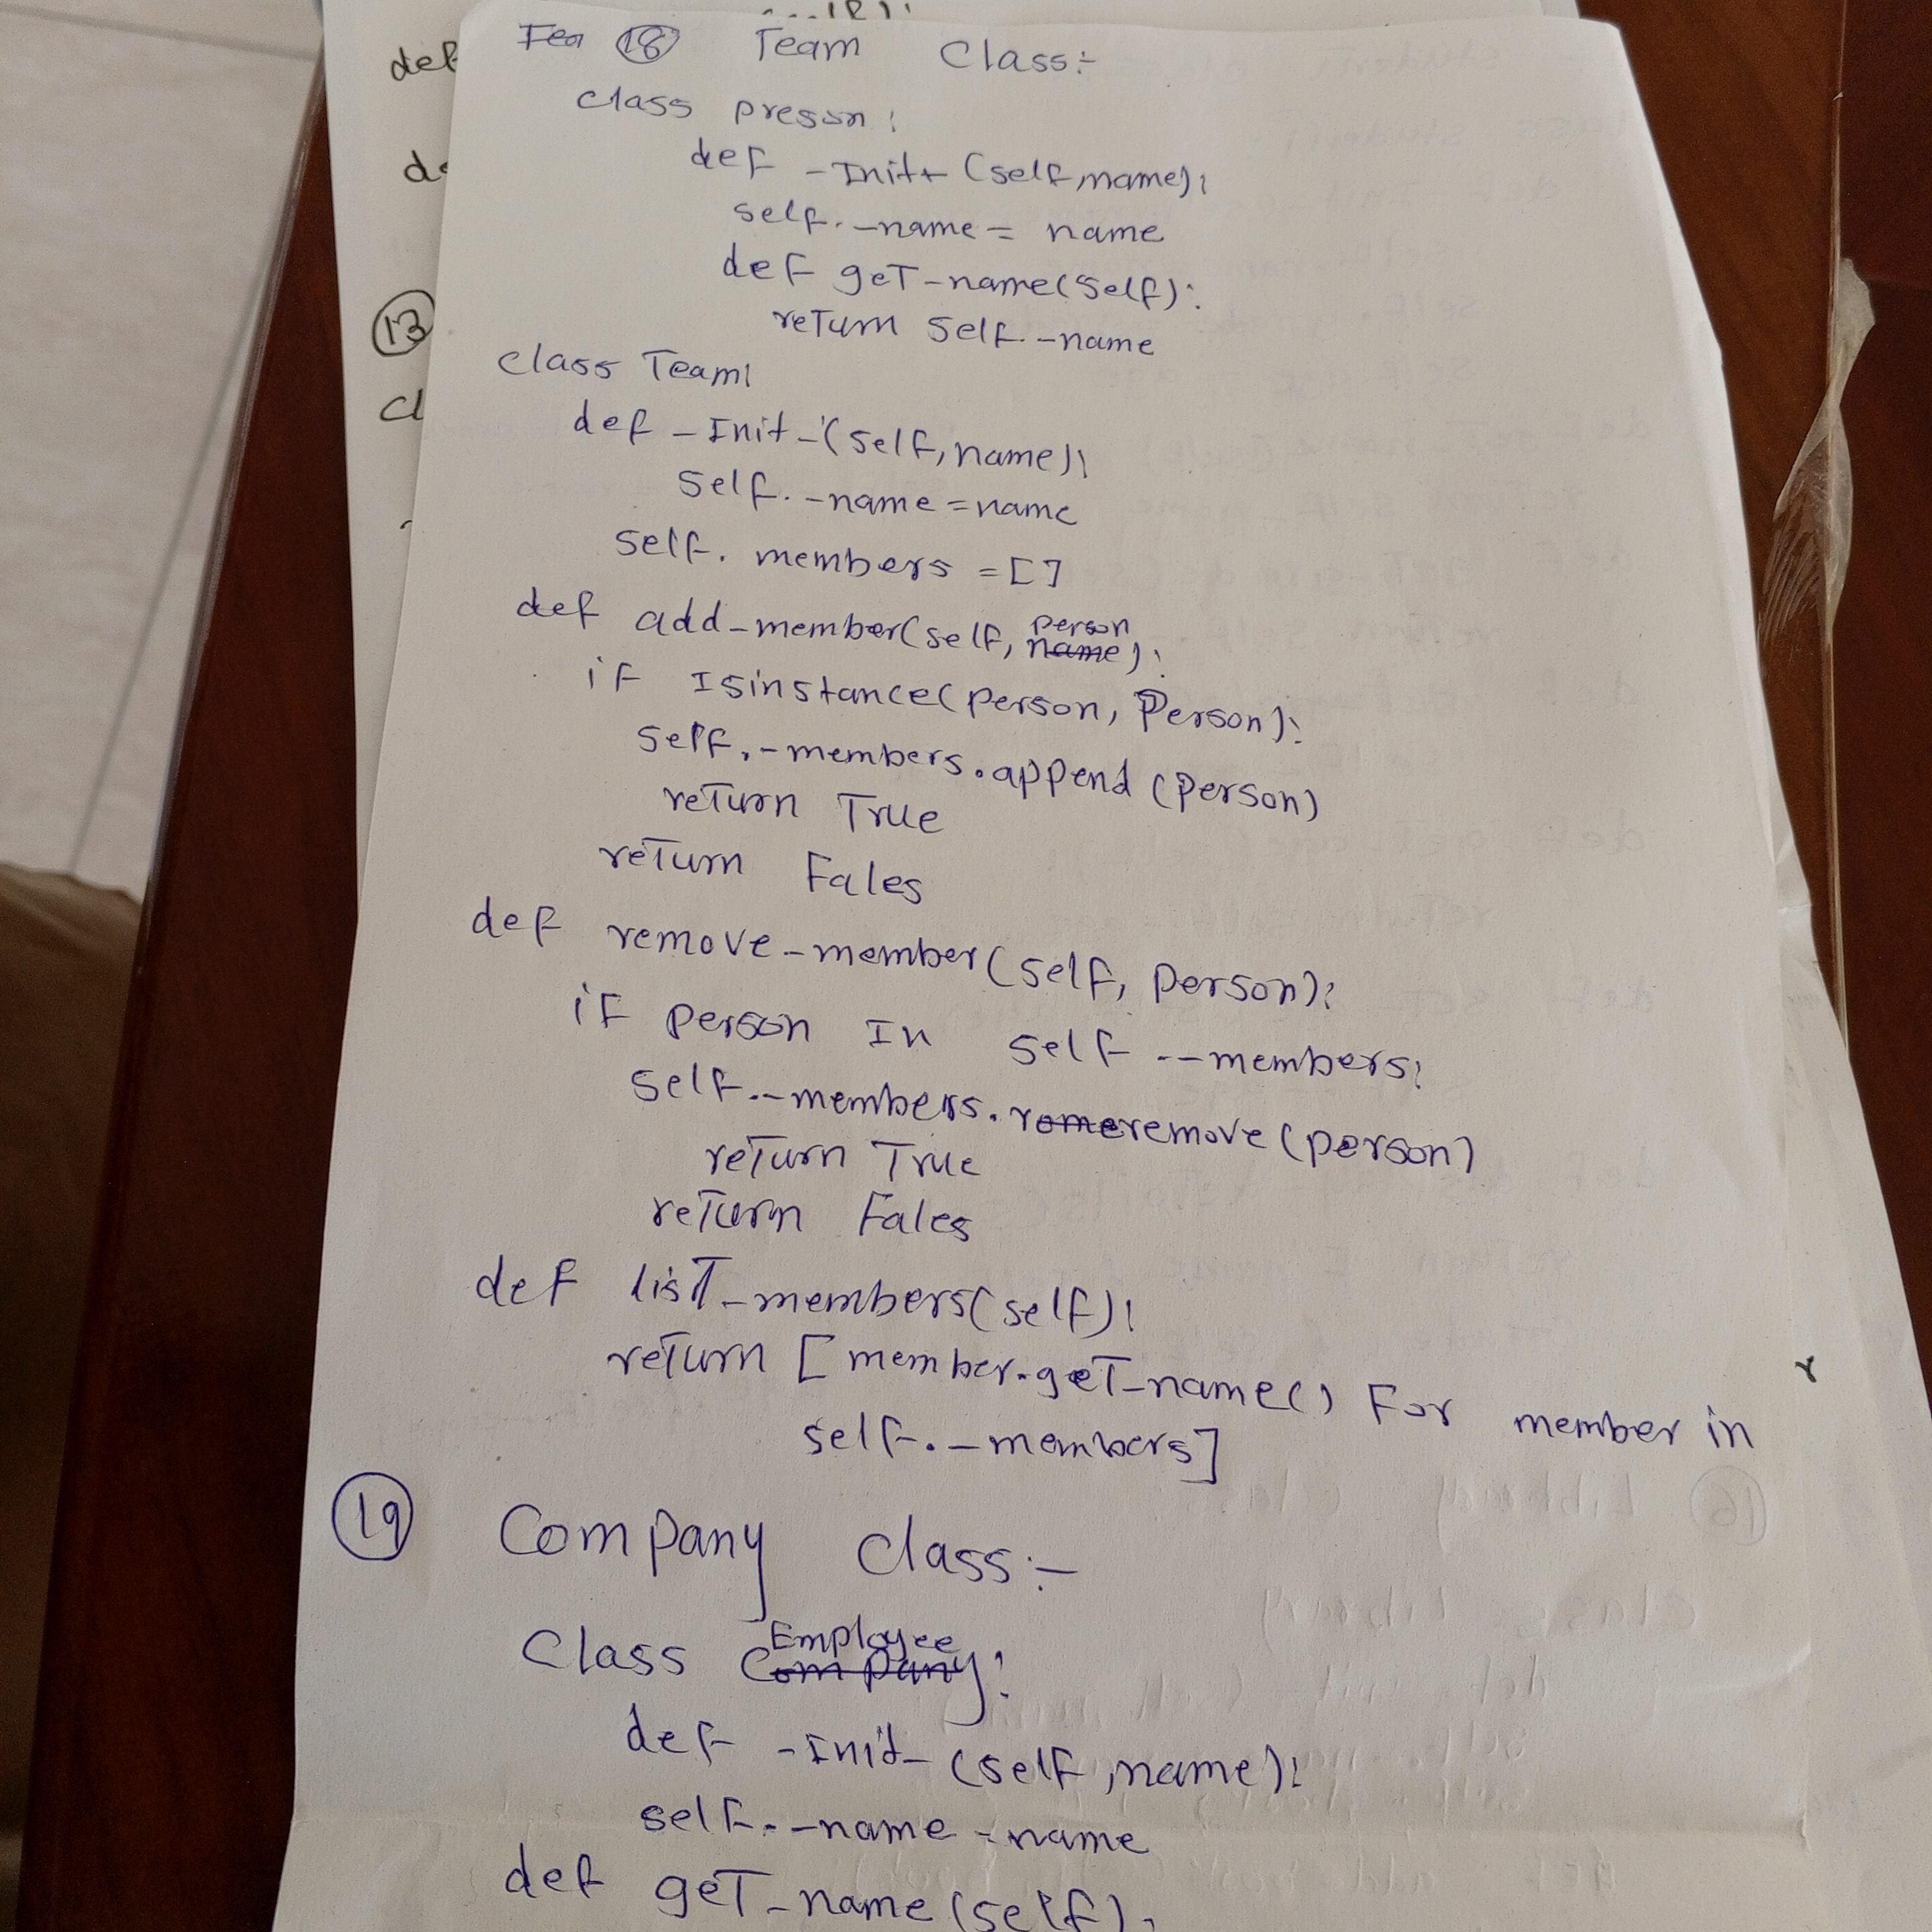 def
de
13
cl
18 Team Class:-
class preson:
def -Init+ (self,name):
self.-name = name
def geT-name(self):
return self.-name
class Team:
def -Init-(self,name):
self.-name=name
self.members =[]
def add-member(self, name person):
if Isinstance(person, Person):
self.-members.append(person)
return True
return Fales
def remove-member(self, person):
if person In self --members:
self.-members.romeremove(person)
return True
return Fales
def lisT-members(self):
return [member.geT-name() For member in
self.-members]
r
19 Company class:-
Class Company Employee:
def -Init-(self,name):
self.-name-name
def geT-name(self):